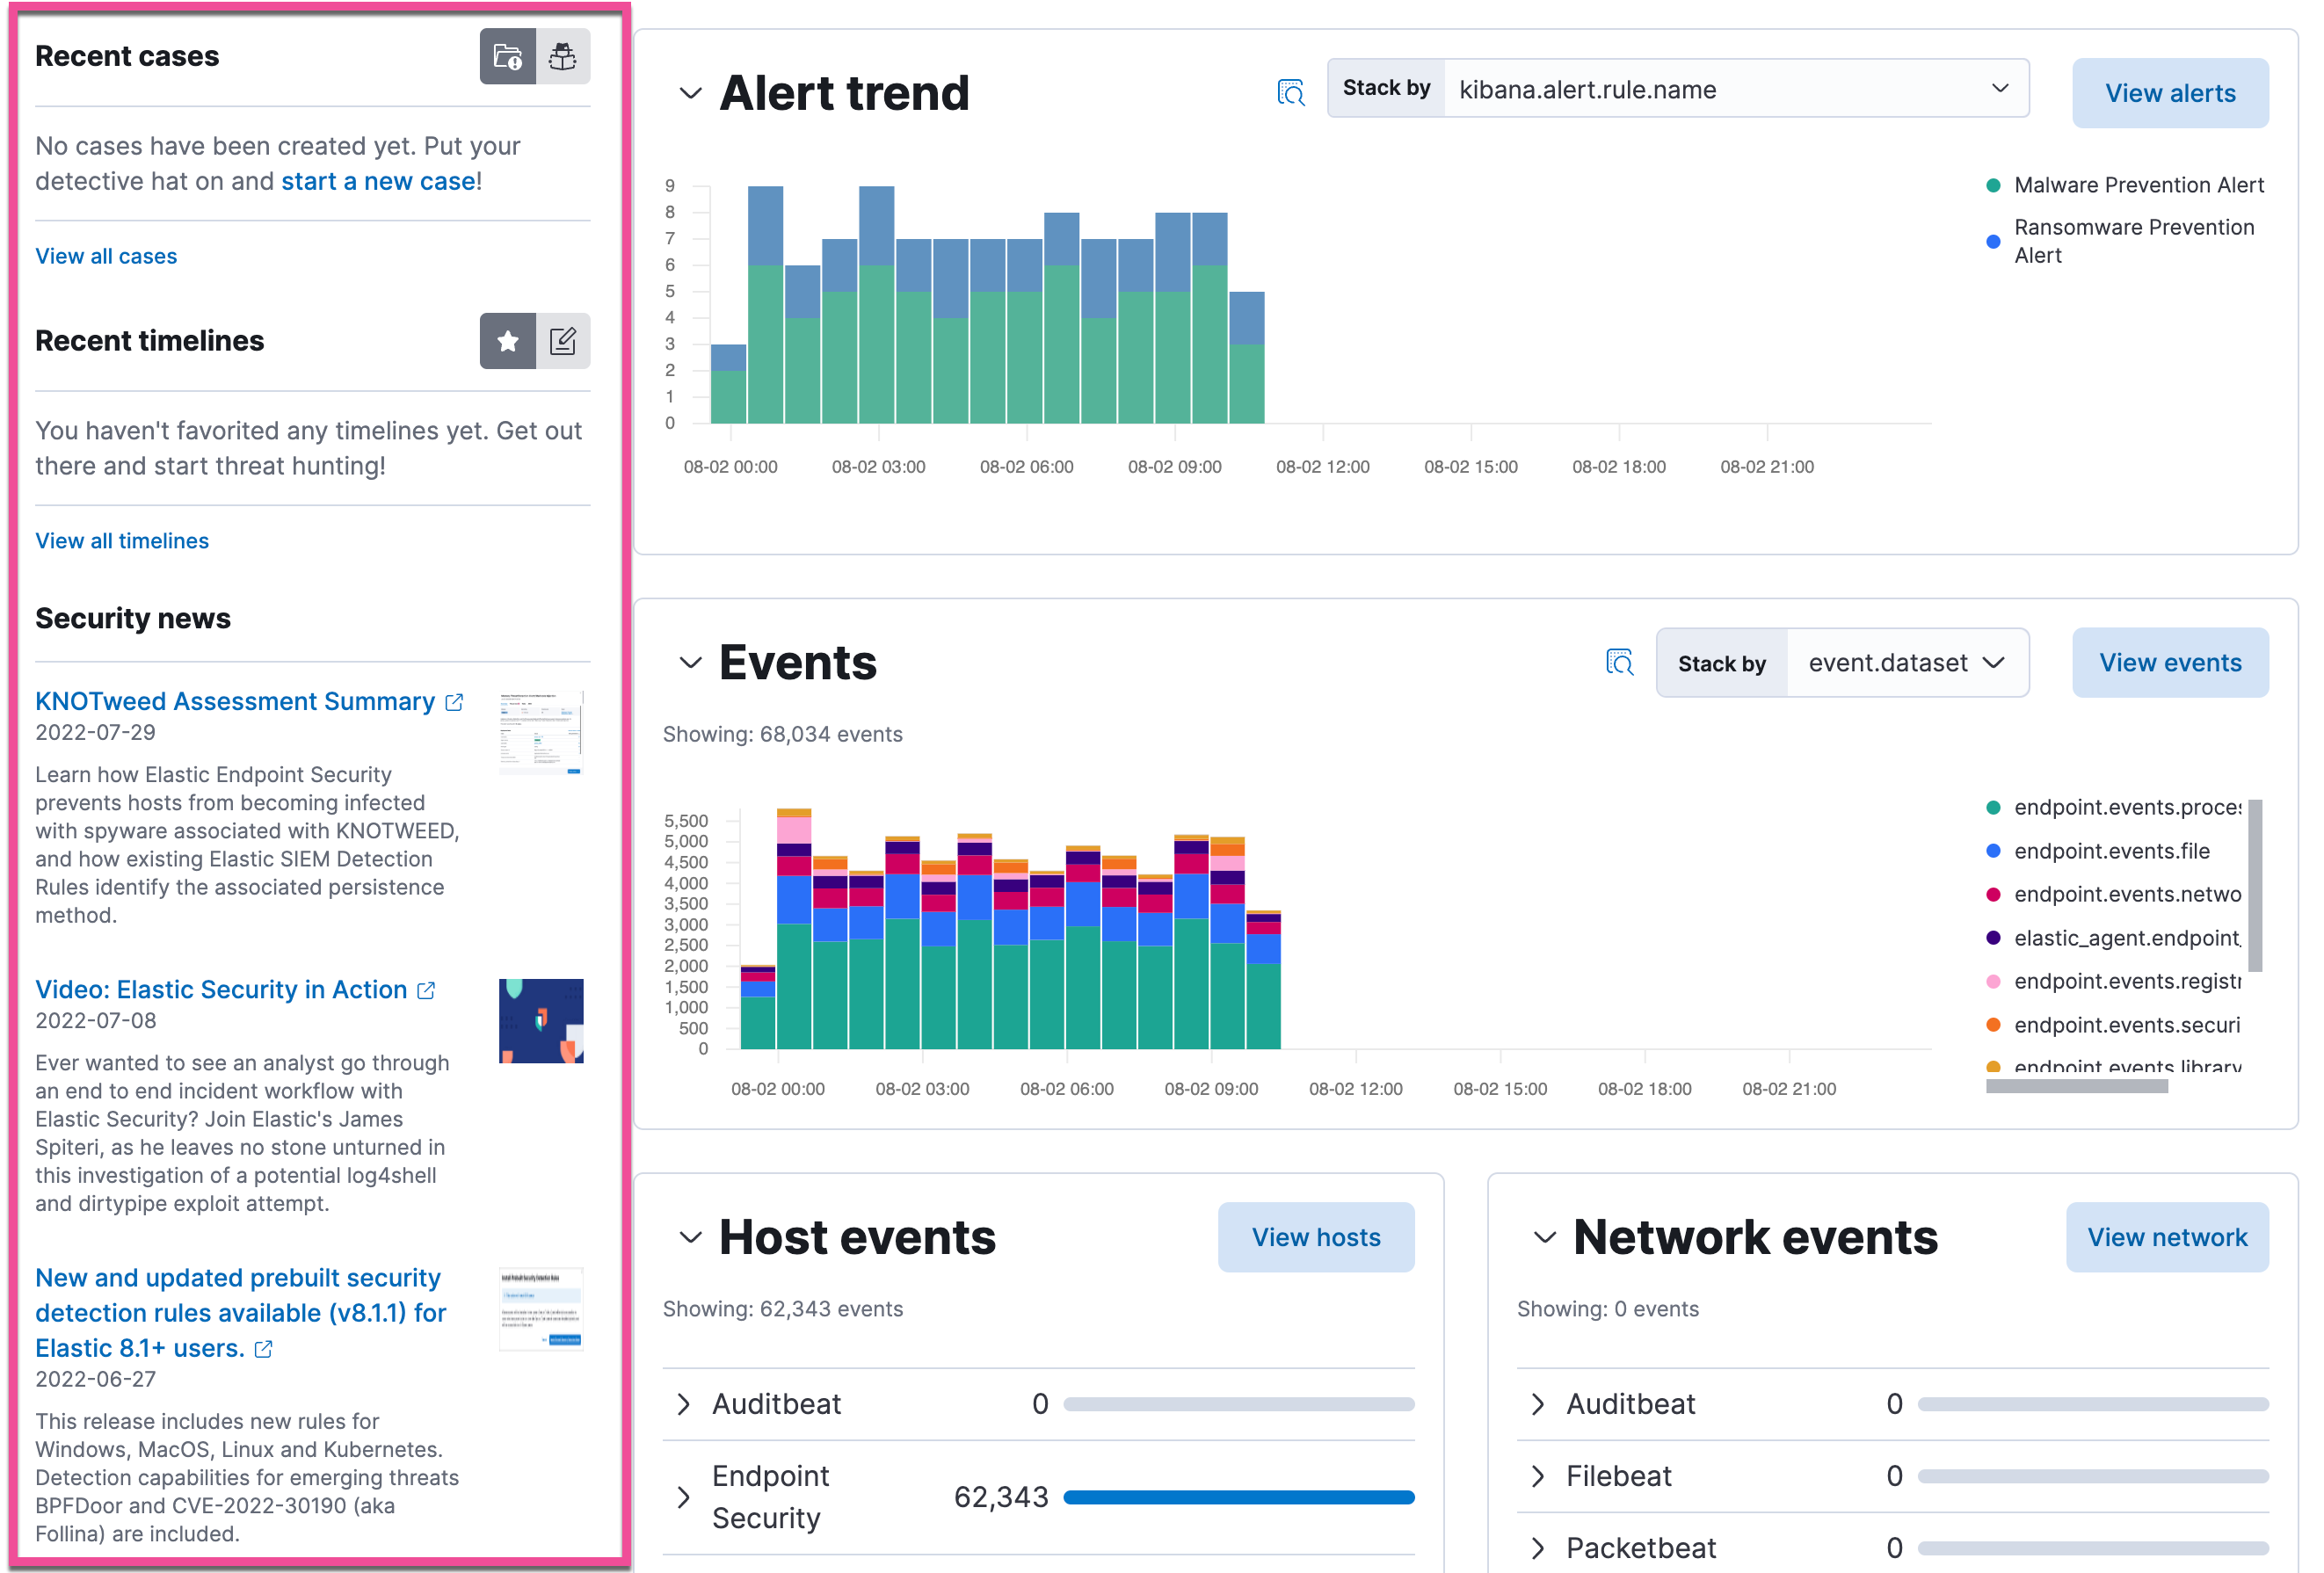 Recent cases
No cases have been created yet. Put your
detective hat on and start a new case!
View all cases
Recent timelines
You haven't favorited any timelines yet. Get out
there and start threat hunting!
View all timelines
Security news
KNOTweed Assessment Summary
2022-07-29
Learn how Elastic Endpoint Security
prevents hosts from becoming infected
with spyware associated with KNOTWEED,
and how existing Elastic SIEM Detection
Rules identify the associated persistence
method.
Video: Elastic Security in Action
2022-07-08
Ever wanted to see an analyst go through
an end to end incident workflow with
Elastic Security? Join Elastic's James
Spiteri, as he leaves no stone unturned in
this investigation of a potential log4shell
and dirtypipe exploit attempt.
New and updated prebuilt security
detection rules available (v8.1.1) for
Elastic 8.1+ users.
2022-06-27
This release includes new rules for
Windows, MacOS, Linux and Kubernetes.
Detection capabilities for emerging threats
BPFDoor and CVE-2022-30190 (aka
Follina) are included.
Alert trend
Stack by kibana.alert.rule.name
View alerts
9
8
7
6
5
4
3
2
1
0
08-02 00:00 08-02 03:00 08-02 06:00 08-02 09:00 08-02 12:00 08-02 15:00 08-02 18:00 08-02 21:00
Malware Prevention Alert
Ransomware Prevention
Alert
Events
Stack by event.dataset
View events
Showing: 68,034 events
5,500
5,000
4,500
4,000
3,500
3,000
2,500
2,000
1,500
1,000
500
0
08-02 00:00 08-02 03:00 08-02 06:00 08-02 09:00 08-02 12:00 08-02 15:00 08-02 18:00 08-02 21:00
endpoint.events.proces
endpoint.events.file
endpoint.events.netwo
elastic_agent.endpoint_
endpoint.events.registr
endpoint.events.securi
endpoint.events.library
Host events
View hosts
Showing: 62,343 events
Auditbeat 0
Endpoint
Security 62,343
Network events
View network
Showing: 0 events
Auditbeat 0
Filebeat 0
Packetbeat 0